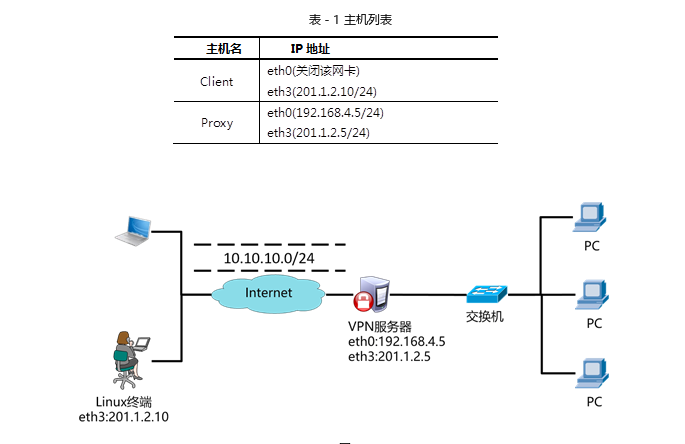 表 - 1 主机列表
主机名 IP 地址
Client
eth0(关闭该网卡)
eth3(201.1.2.10/24)
Proxy
eth0(192.168.4.5/24)
eth3(201.1.2.5/24)
10.10.10.0/24
Internet
PC
VPN服务器
eth0:192.168.4.5
eth3:201.1.2.5
交换机
PC
Linux终端
eth3:201.1.2.10
PC